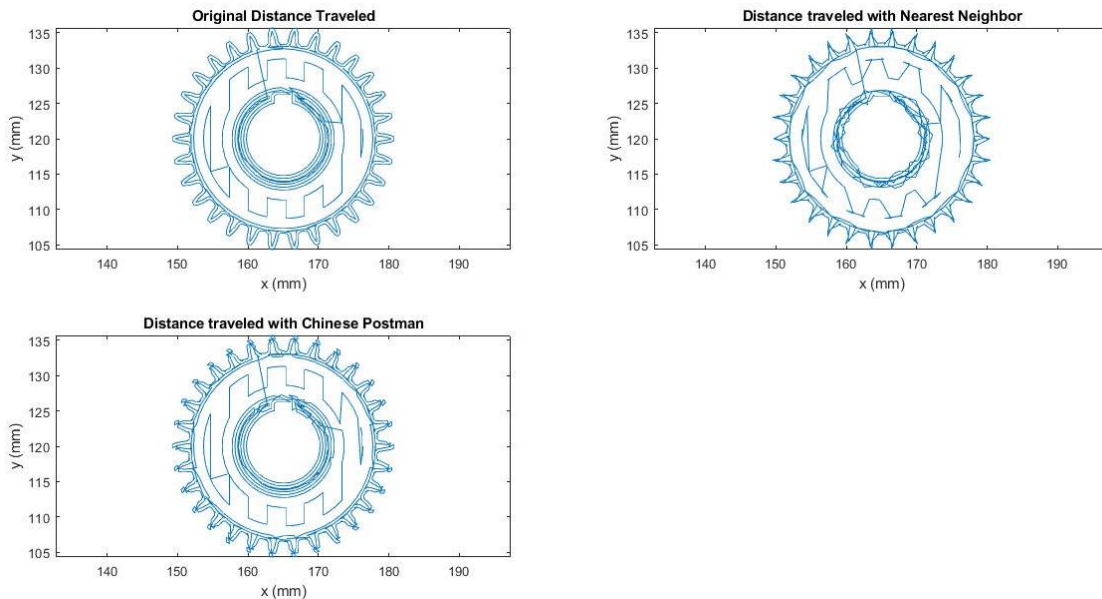 Original Distance Traveled
135
130
125
120
115
110
105
y (mm)
140 150 160 170 180 190
x (mm)
Distance traveled with Nearest Neighbor
135
130
125
120
115
110
105
y (mm)
140 150 160 170 180 190
x (mm)
Distance traveled with Chinese Postman
135
130
125
120
115
110
105
y (mm)
140 150 160 170 180 190
x (mm)